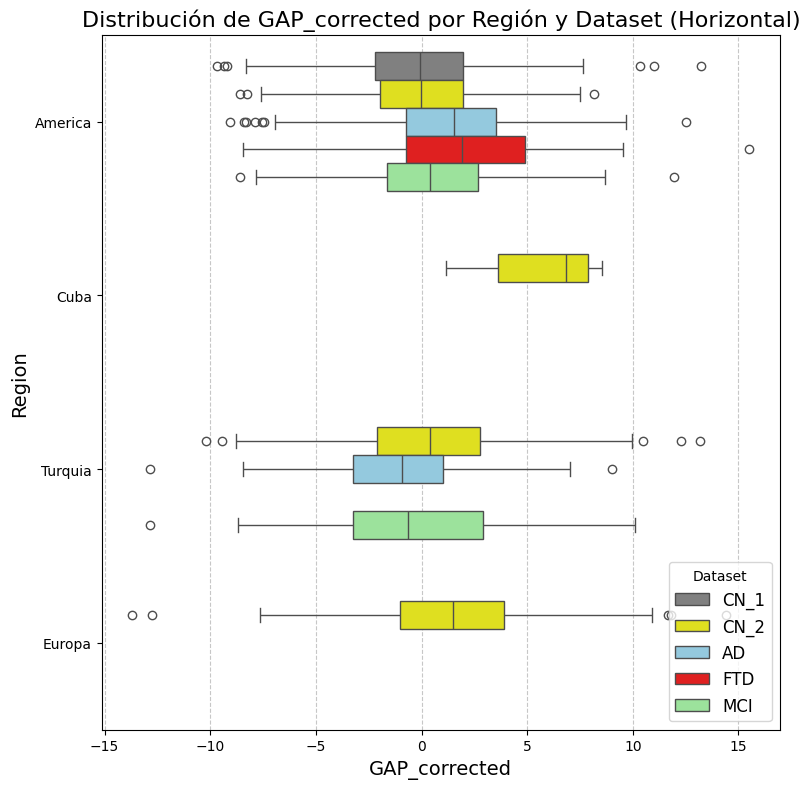 Distribución de GAP_corrected por Región y Dataset (Horizontal)
America
Cuba
Turquia
Europa
Region
−15
−10
−5
0
5
10
15
GAP_corrected
Dataset
CN_1
CN_2
AD
FTD
MCI